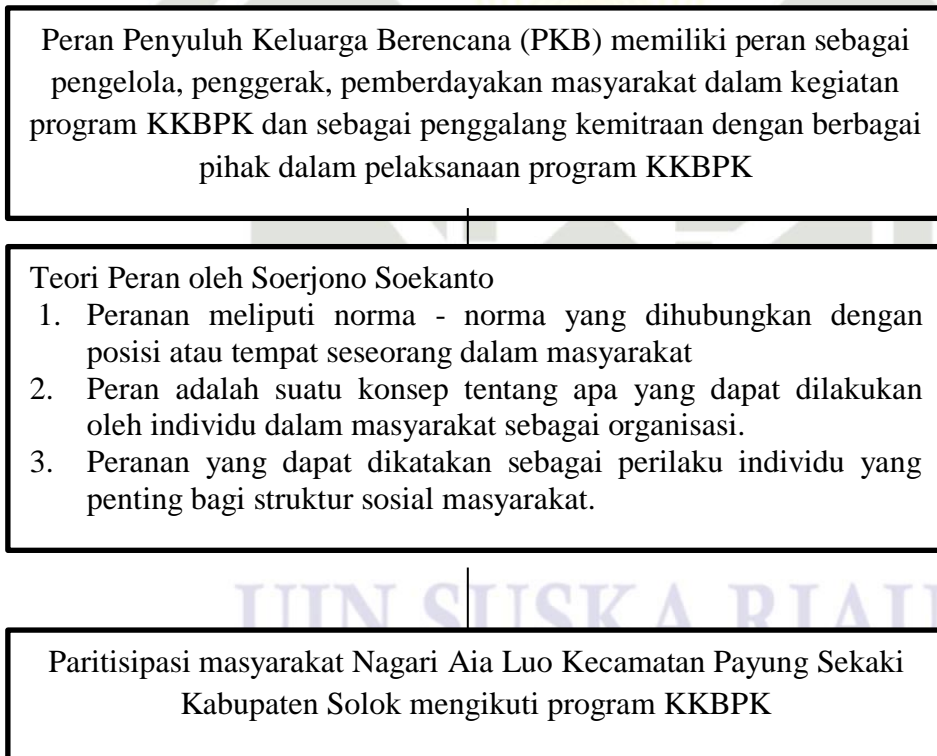 Peran Penyuluh Keluarga Berencana (PKB) memiliki peran sebagai
pengelola, penggerak, pemberdayakan masyarakat dalam kegiatan
program KKBPK dan sebagai penggalang kemitraan dengan berbagai
pihak dalam pelaksanaan program KKBPK
Teori Peran oleh Soerjono Soekanto
1. Peranan meliputi norma - norma yang dihubungkan dengan
posisi atau tempat seseorang dalam masyarakat
2. Peran adalah suatu konsep tentang apa yang dapat dilakukan
oleh individu dalam masyarakat sebagai organisasi.
3. Peranan yang dapat dikatakan sebagai perilaku individu yang
penting bagi struktur sosial masyarakat.
UIN SUSKA RIAU
Paritisipasi masyarakat Nagari Aia Luo Kecamatan Payung Sekaki
Kabupaten Solok mengikuti program KKBPK